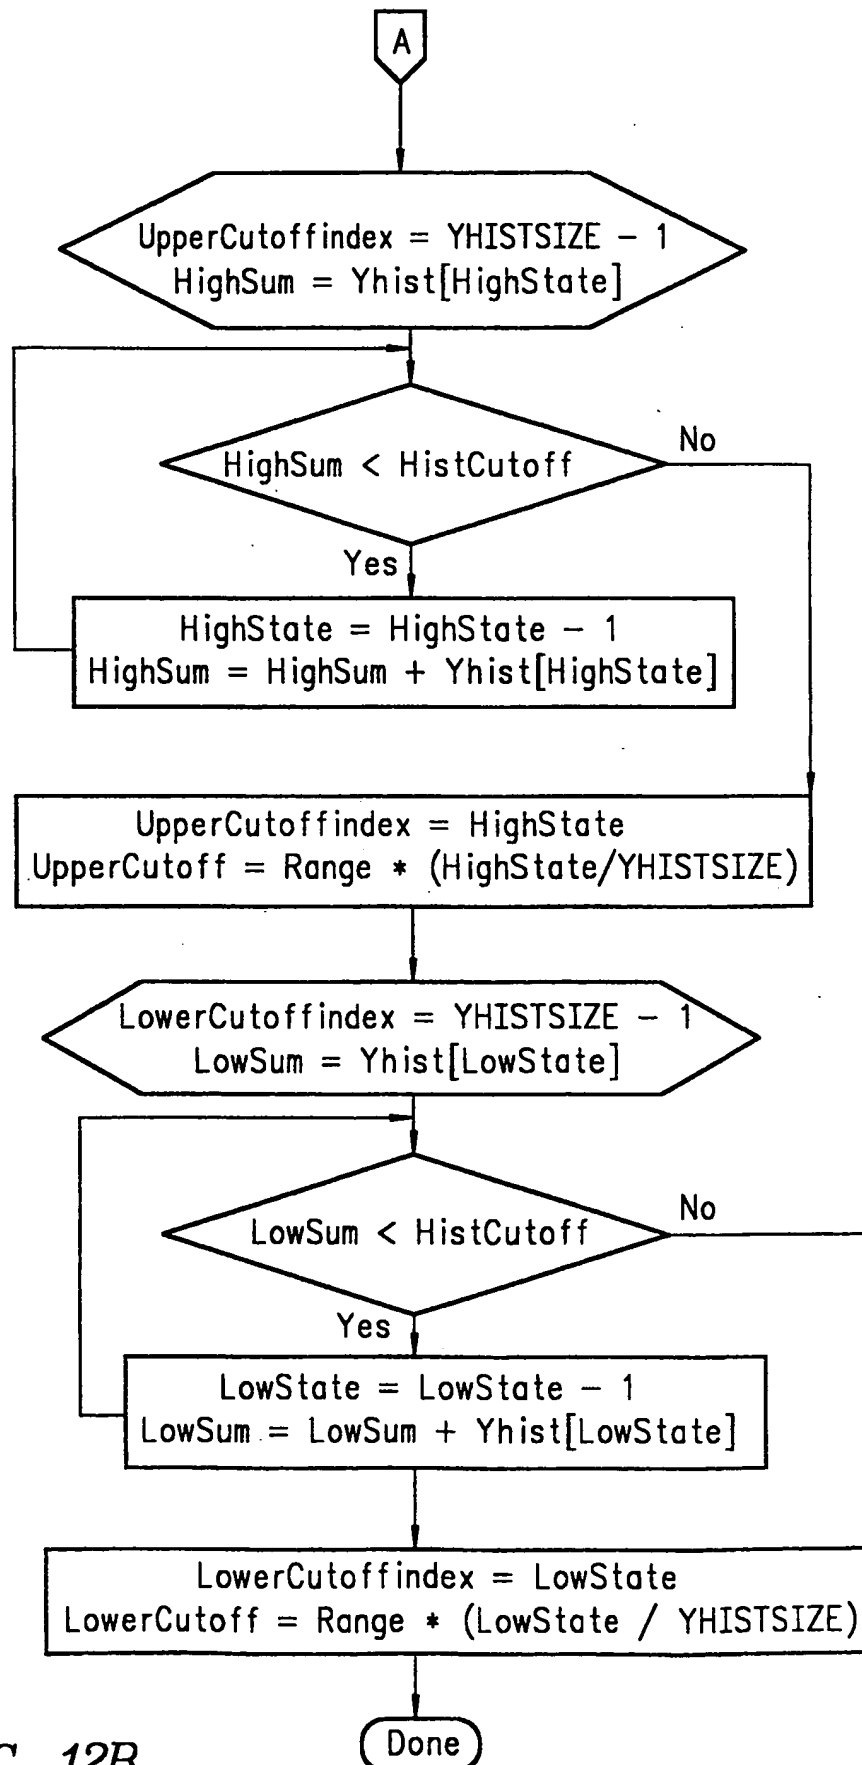 A
UpperCutoffindex = YHISTSIZE - 1
HighSum = Yhist[HighState]
HighSum < HistCutoff
No
Yes
HighState = HighState - 1
HighSum = HighSum + Yhist[HighState]
UpperCutoffindex = HighState
UpperCutoff = Range * (HighState/YHISTSIZE)
LowerCutoffindex = YHISTSIZE - 1
LowSum = Yhist[LowState]
LowSum < HistCutoff
No
Yes
LowState = LowState - 1
LowSum = LowSum + Yhist[LowState]
LowerCutoffindex = LowState
LowerCutoff = Range * (LowState / YHISTSIZE)
Done
12B